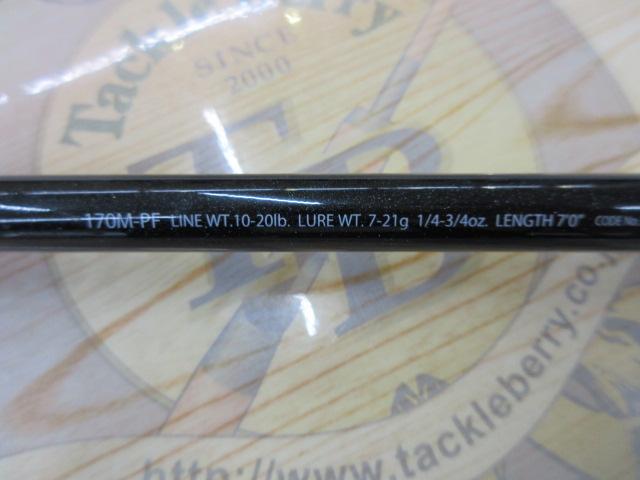 Tackleberry
SINCE
2000
TB
170M-PF LINE WT.10-20lb. LURE WT. 7-21g 1/4-3/4oz. LENGTH 7'0" CODE No
http://www.tackleberry.co.j